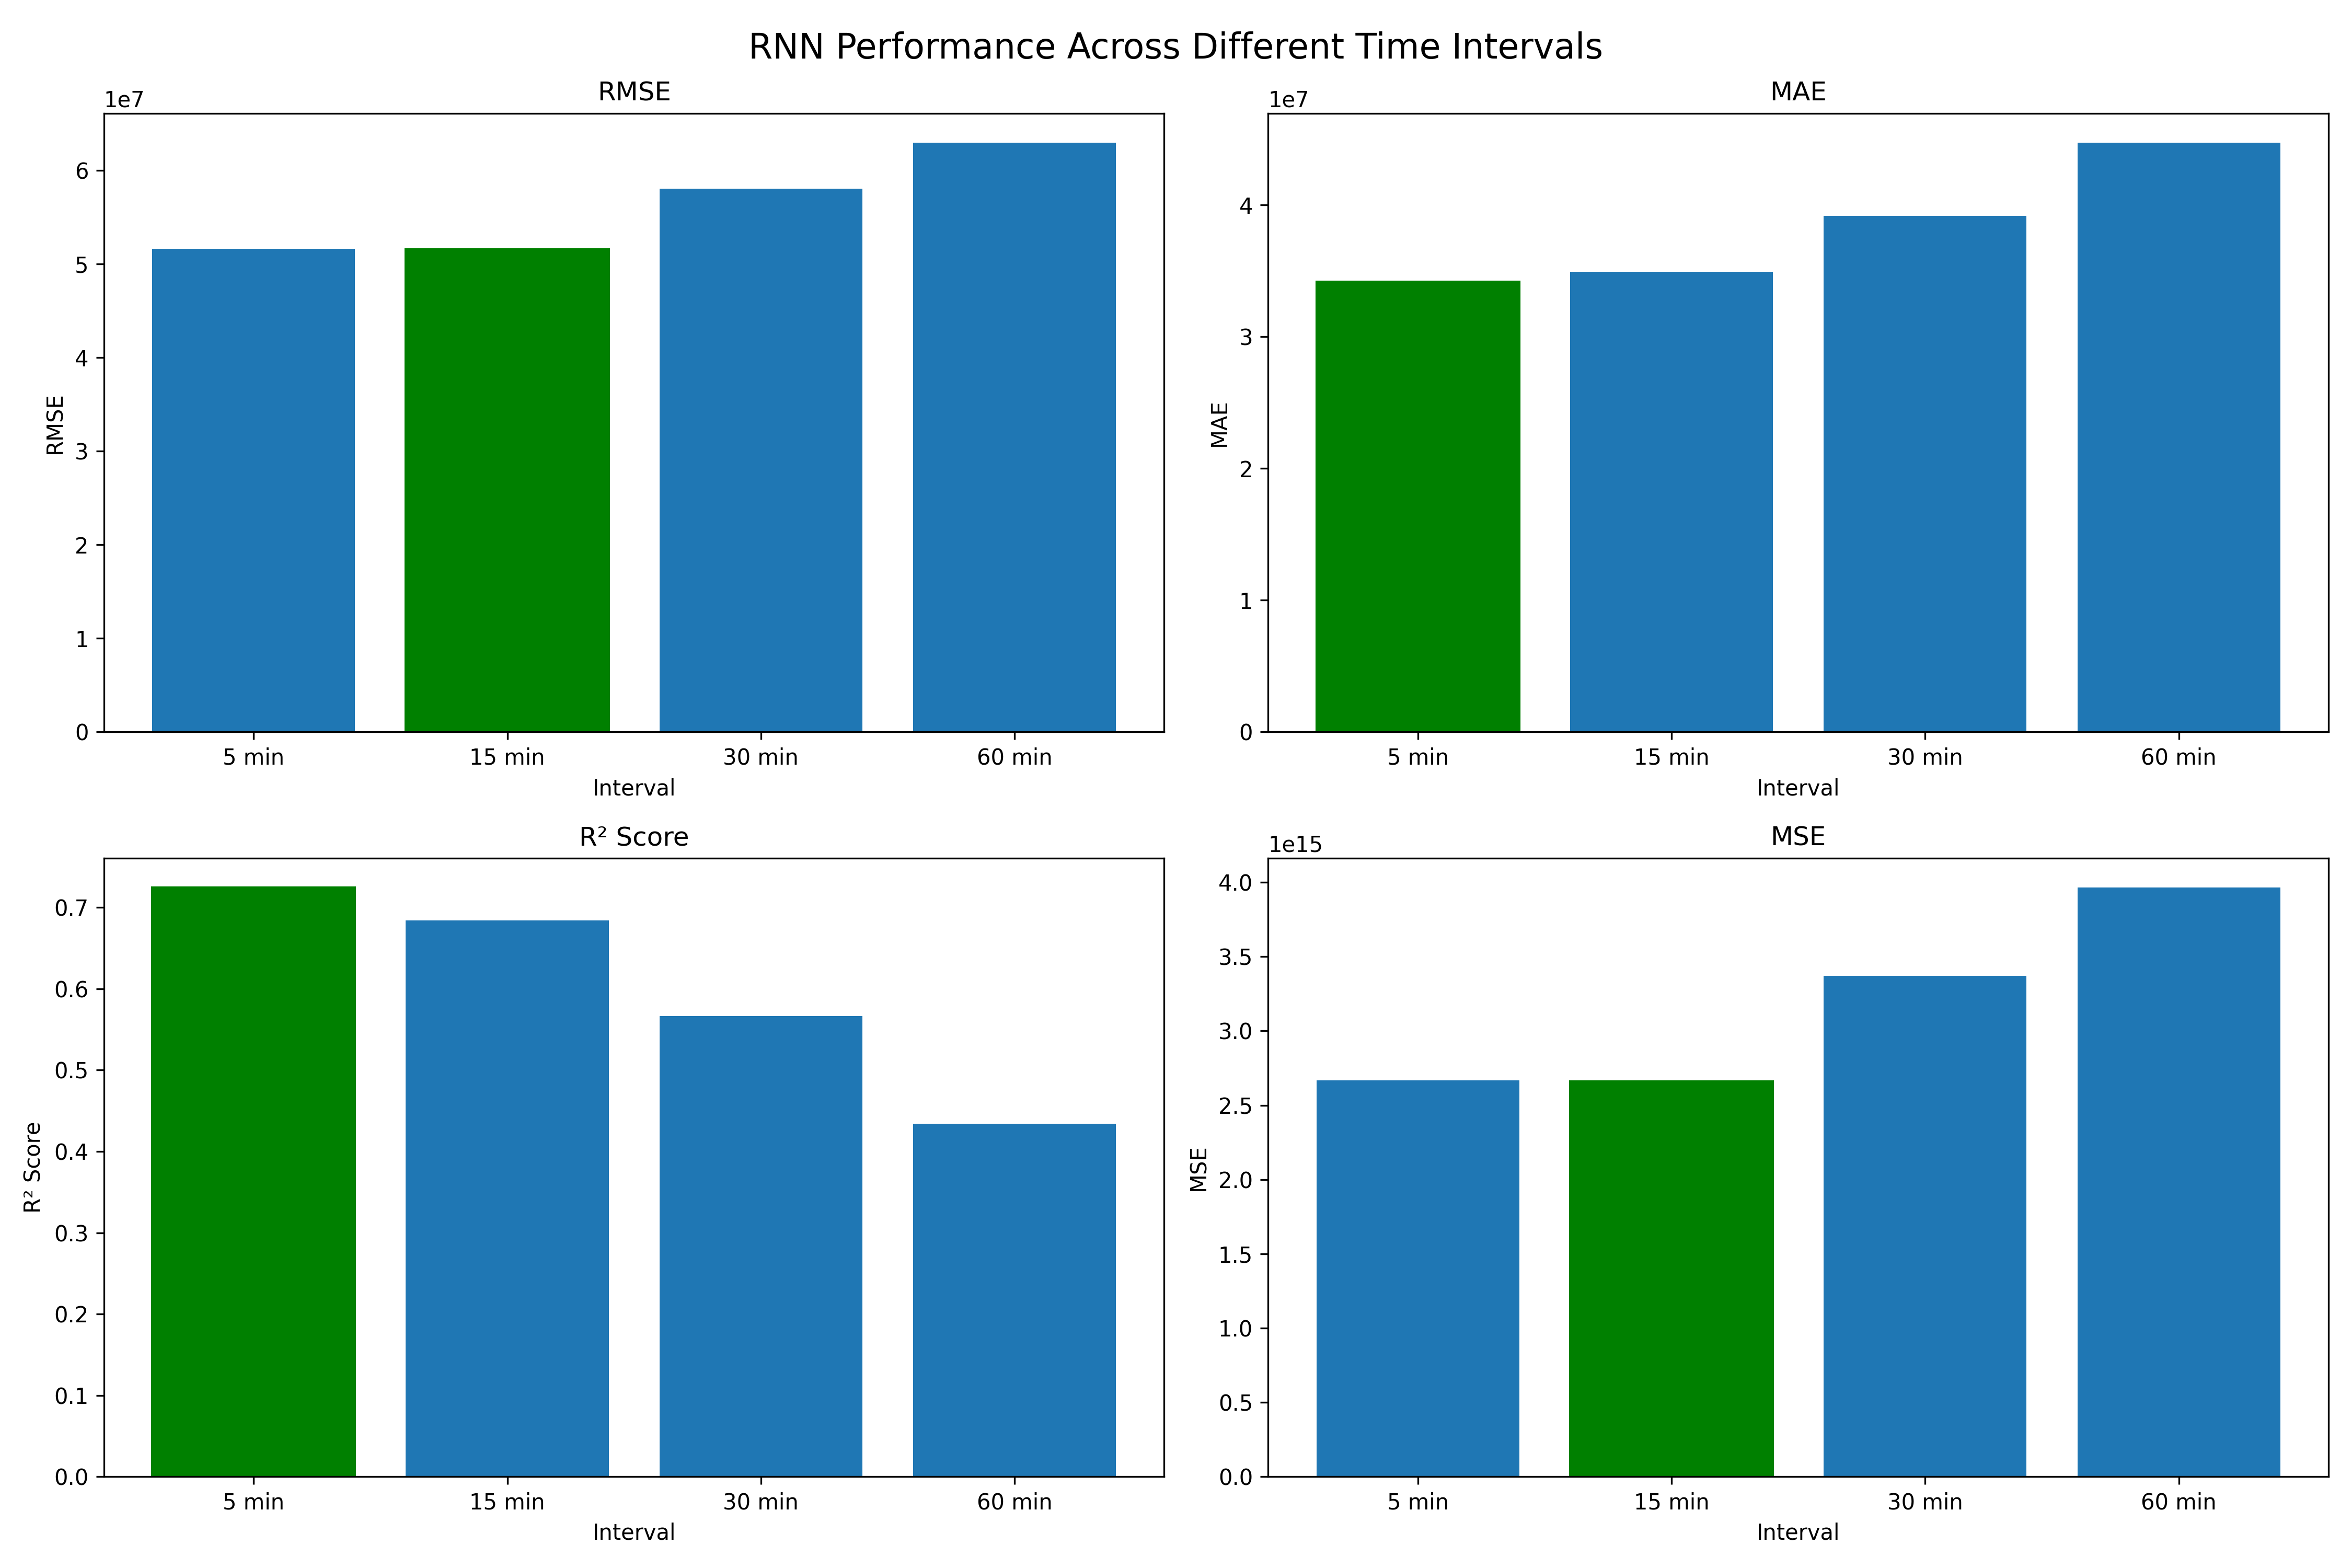 RNN Performance Across Different Time Intervals
RMSE
1e7
6
5
4
3
2
1
0
RMSE
5 min 15 min 30 min 60 min
Interval
MAE
1e7
4
3
2
1
0
MAE
5 min 15 min 30 min 60 min
Interval
R² Score
0.7
0.6
0.5
0.4
0.3
0.2
0.1
0.0
R² Score
5 min 15 min 30 min 60 min
Interval
MSE
1e15
4.0
3.5
3.0
2.5
2.0
1.5
1.0
0.5
0.0
MSE
5 min 15 min 30 min 60 min
Interval